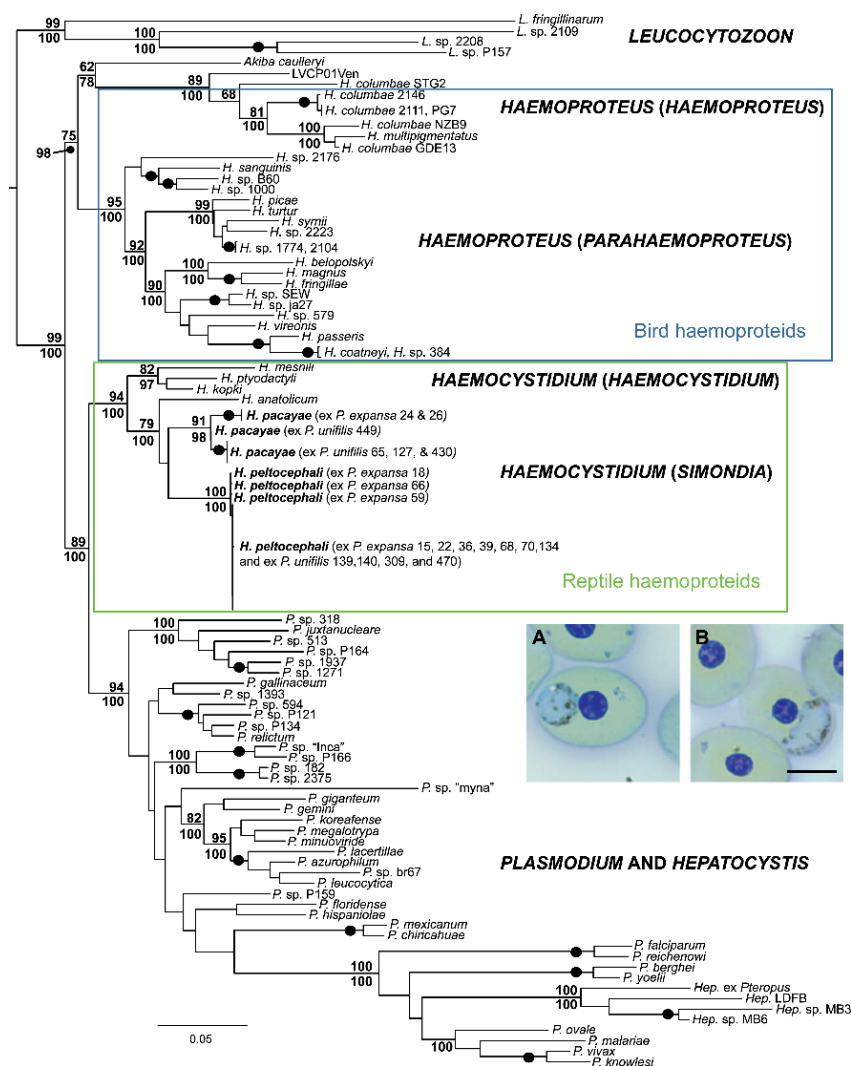 99
100
L. fringillinarum
L. sp. 2109
100
L. sp. 2208
L. sp. P157
LEUCOCYTOZOON
62
78
Akiba caulleryi
89
100
LVCP01Ven
H. columbae STG2
68
H. columbae 2146
H. columbae 2111, PG7
81
100
HAEMOPROTEUS (HAEMOPROTEUS)
H. columbae NZB9
100
100
H. multipigmentatus
H. columbae GDE13
75
98
H. sp. 2176
H. sanguinis
H. sp. B60
H. sp. 1000
95
100
H. picae
99
100
H. turtur
H. syrnii
H. sp. 2223
H. sp. 1774, 2104
92
100
HAEMOPROTEUS (PARAHAEMOPROTEUS)
H. belopolskyi
100
100
H. magnus
H. fringillae
90
100
H. sp. SEW
H. sp. ja27
H. sp. 579
H. vireonis
H. passeris
H. coatneyi, H. sp. 384
Bird haemoproteids
99
100
H. mesnili
82
97
H. ptyodactyli
H. kopki
HAEMOCYSTIDIUM (HAEMOCYSTIDIUM)
94
100
H. anatolicum
H. pacayae (ex P. expansa 24 & 26)
91
98
H. pacayae (ex P. unifilis 449)
79
100
H. pacayae (ex P. unifilis 65, 127, & 430)
H. peltocephali (ex P. expansa 18)
H. peltocephali (ex P. expansa 66)
H. peltocephali (ex P. expansa 59)
100
100
HAEMOCYSTIDIUM (SIMONDIA)
H. peltocephali (ex P. expansa 15, 22, 36, 39, 68, 70,134
and ex P. unifilis 139,140, 309, and 470)
89
100
Reptile haemoproteids
P. sp. 318
100
100
P. juxtanucleare
P. sp. 513
P. sp. P164
P. sp. 1937
P. sp. 1271
94
100
P. gallinaceum
P. sp. 1393
P. sp. 594
P. sp. P121
P. sp. P134
P. relictum
P. sp. "Inca"
100
100
P. sp. P166
P. sp. 182
P. sp. 2375
A
B
P. sp. "myna"
P. giganteum
P. gemini
82
100
P. koreafense
P. megalotrypa
P. minuoviride
95
100
P. lacertillae
P. azurophilum
P. sp. br67
P. leucocytica
PLASMODIUM AND HEPATOCYSTIS
P. sp. P159
P. floridense
P. hispaniolae
P. mexicanum
P. chiricahuae
P. falciparum
P. reichenowi
100
100
P. berghei
P. yoelii
Hep. ex Pteropus
100
100
Hep. LDFB
Hep. sp. MB3
Hep. sp. MB6
P. ovale
100
P. malariae
P. vivax
P. knowlesi
0.05